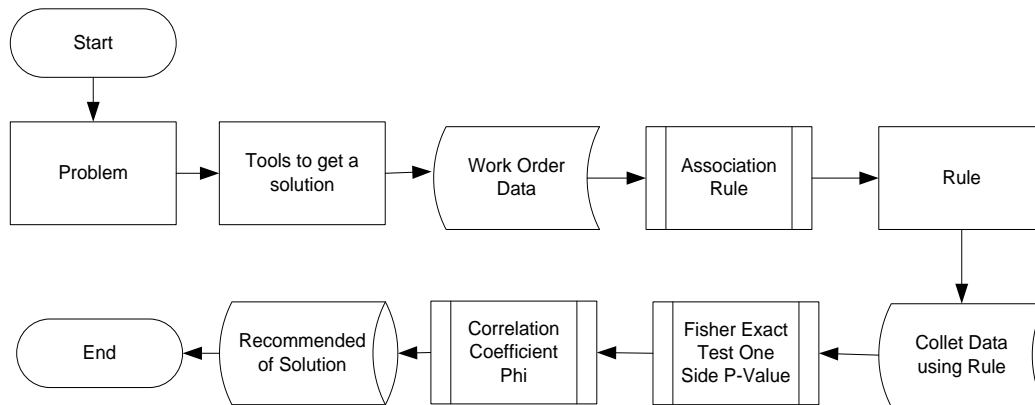 Start
Problem
Tools to get a
solution
Work Order
Data
Association
Rule
Rule
Collet Data
using Rule
Fisher Exact
Test One
Side P-Value
Correlation
Coefficient
Phi
Recommended
of Solution
End